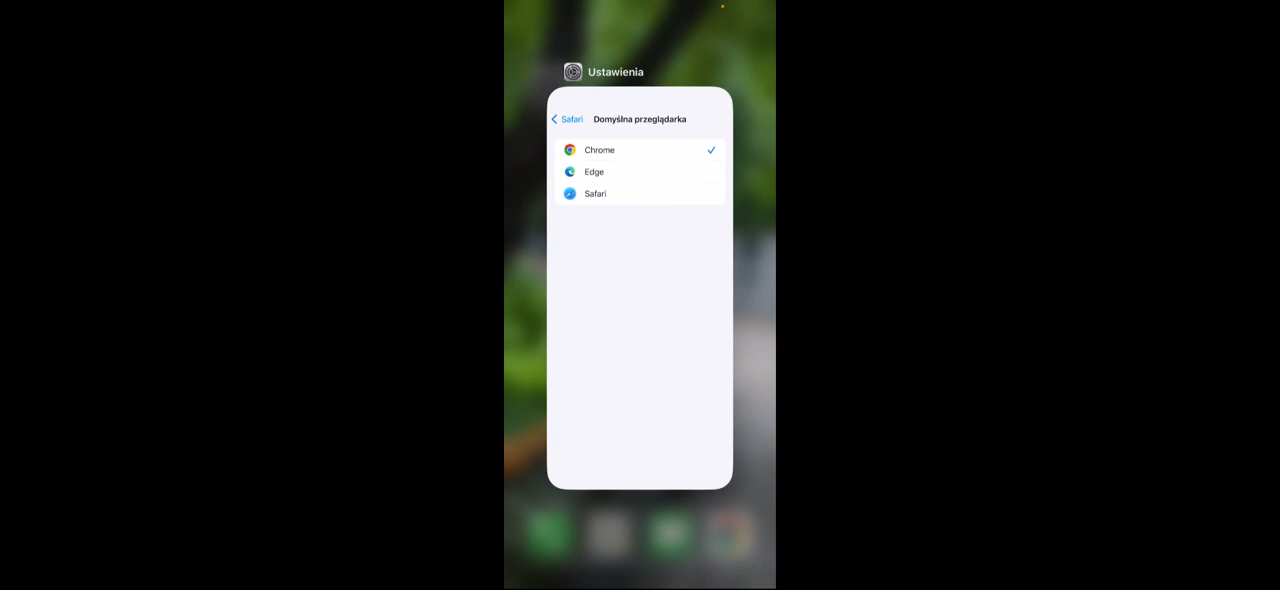 Ustawienia
Safari
Domyślna przeglądarka
Chrome
Edge
Safari